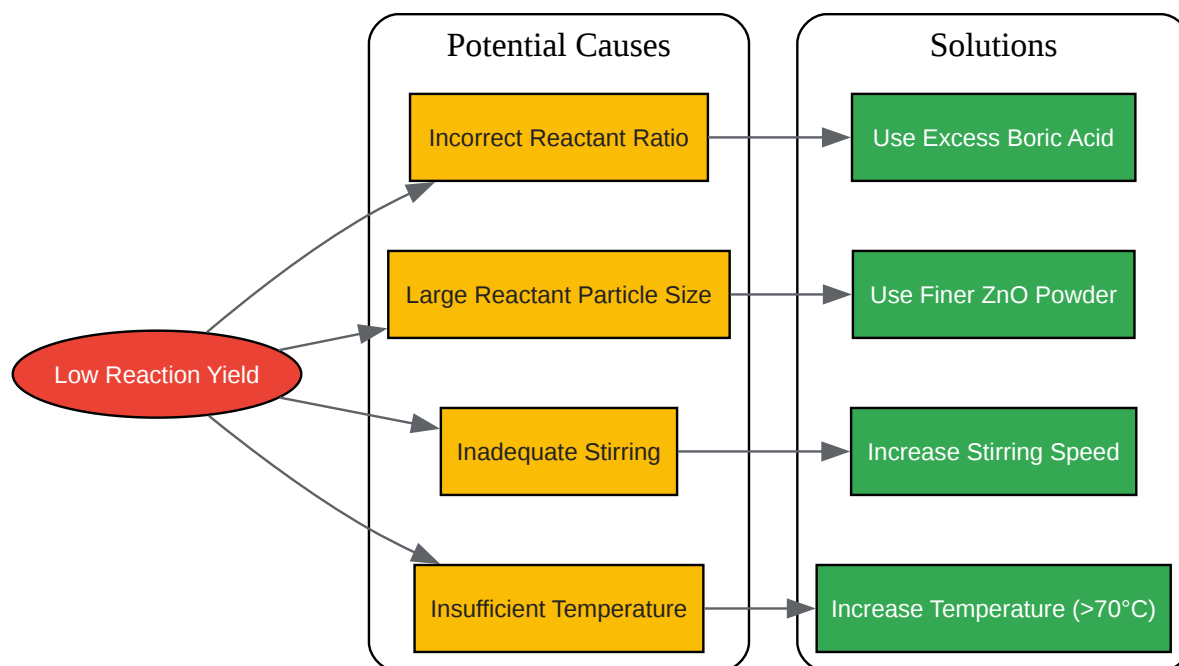 Potential Causes
Solutions
Incorrect Reactant Ratio
Use Excess Boric Acid
Large Reactant Particle Size
Use Finer ZnO Powder
Low Reaction Yield
Inadequate Stirring
Increase Stirring Speed
Insufficient Temperature
Increase Temperature (>70°C)